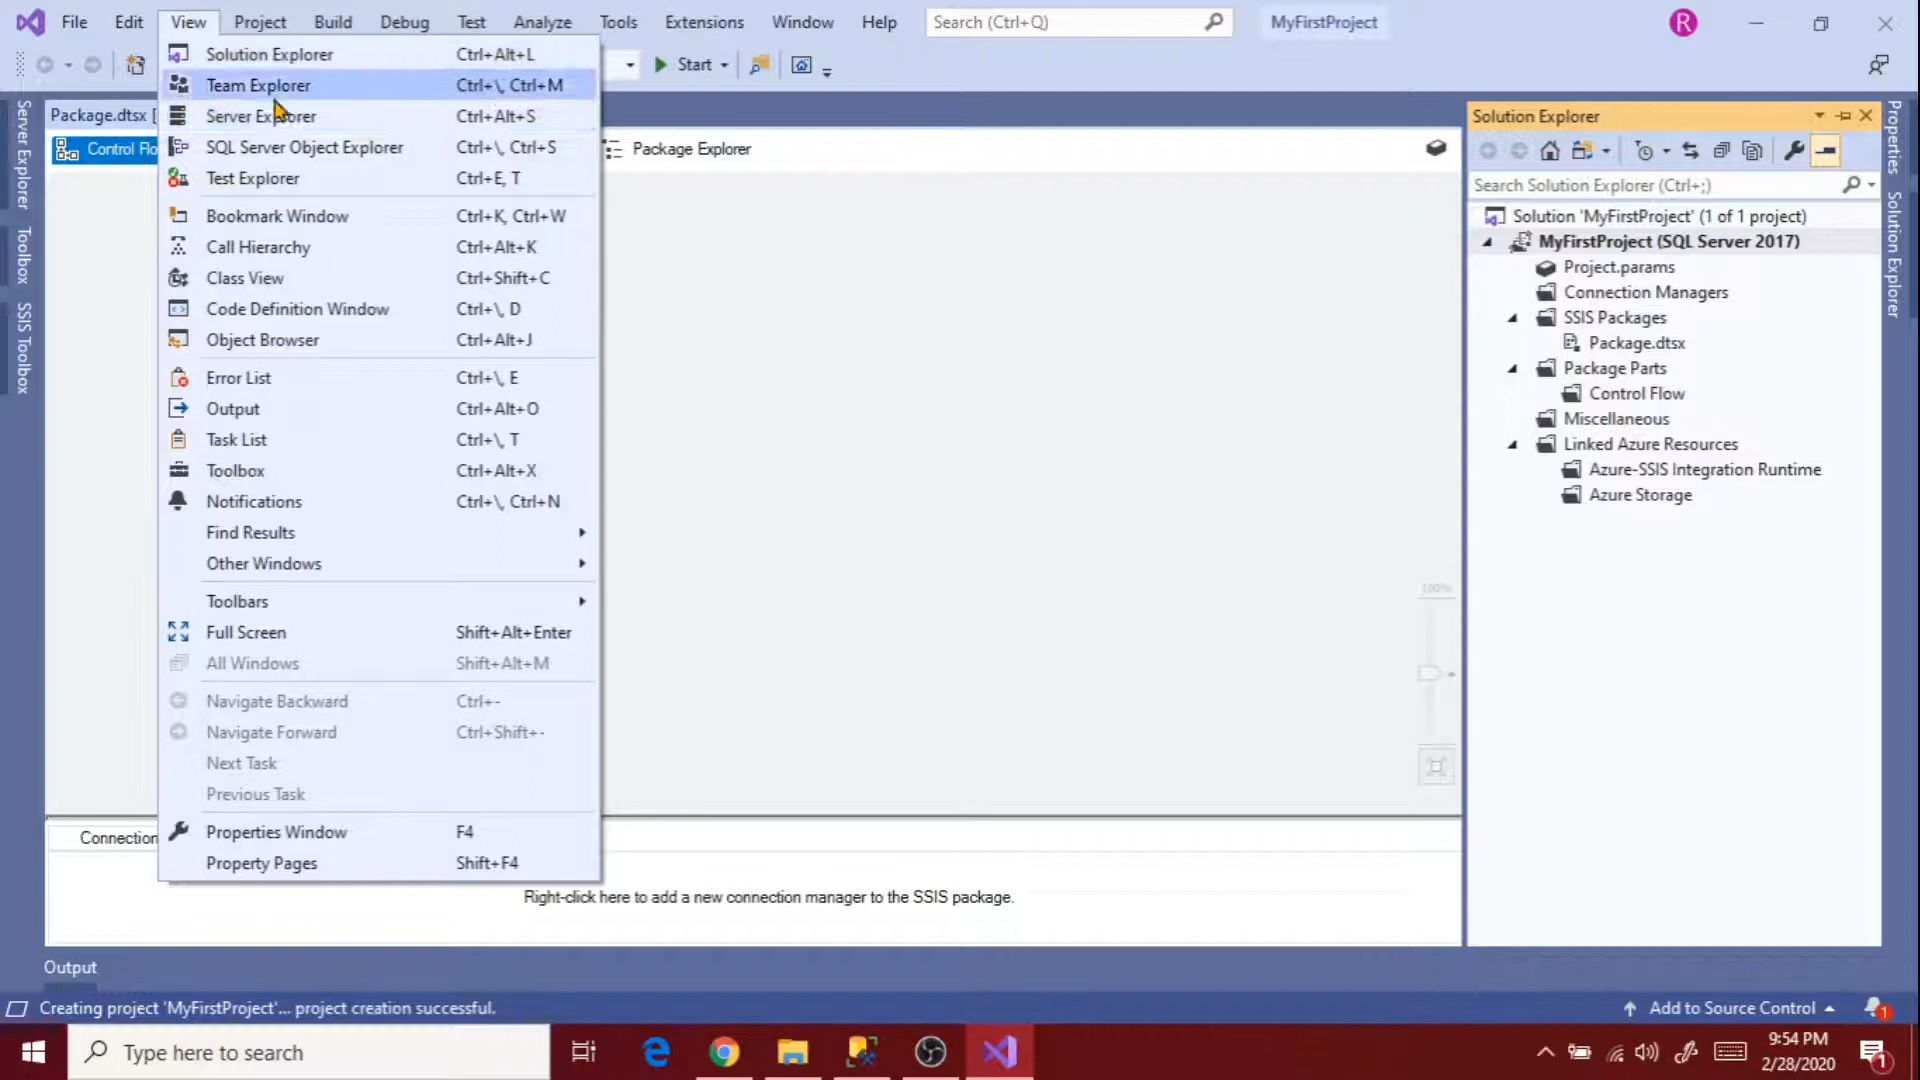 File Edit View Project Build Debug Test Analyze Tools Extensions Window Help Search (Ctrl+Q) MyFirstProject R
Start
Server Explorer
Toolbox
SSIS Toolbox
Package.dtsx [
Control Flo
Package Explorer
Solution Explorer Ctrl+Alt+L
Team Explorer Ctrl+\, Ctrl+M
Server Explorer Ctrl+Alt+S
SQL Server Object Explorer Ctrl+\, Ctrl+S
Test Explorer Ctrl+E, T
Bookmark Window Ctrl+K, Ctrl+W
Call Hierarchy Ctrl+Alt+K
Class View Ctrl+Shift+C
Code Definition Window Ctrl+\, D
Object Browser Ctrl+Alt+J
Error List Ctrl+\, E
Output Ctrl+Alt+O
Task List Ctrl+\, T
Toolbox Ctrl+Alt+X
Notifications Ctrl+\, Ctrl+N
Find Results
Other Windows
Toolbars
Full Screen Shift+Alt+Enter
All Windows Shift+Alt+M
Navigate Backward Ctrl+-
Navigate Forward Ctrl+Shift+-
Next Task
Previous Task
Properties Window F4
Property Pages Shift+F4
100%
Connection
Right-click here to add a new connection manager to the SSIS package.
Solution Explorer
Search Solution Explorer (Ctrl+;)
Solution 'MyFirstProject' (1 of 1 project)
MyFirstProject (SQL Server 2017)
Project.params
Connection Managers
SSIS Packages
Package.dtsx
Package Parts
Control Flow
Miscellaneous
Linked Azure Resources
Azure-SSIS Integration Runtime
Azure Storage
Properties
Solution Explorer
Output
Creating project 'MyFirstProject'... project creation successful.
Add to Source Control
1
Type here to search
9:54 PM
2/28/2020
1